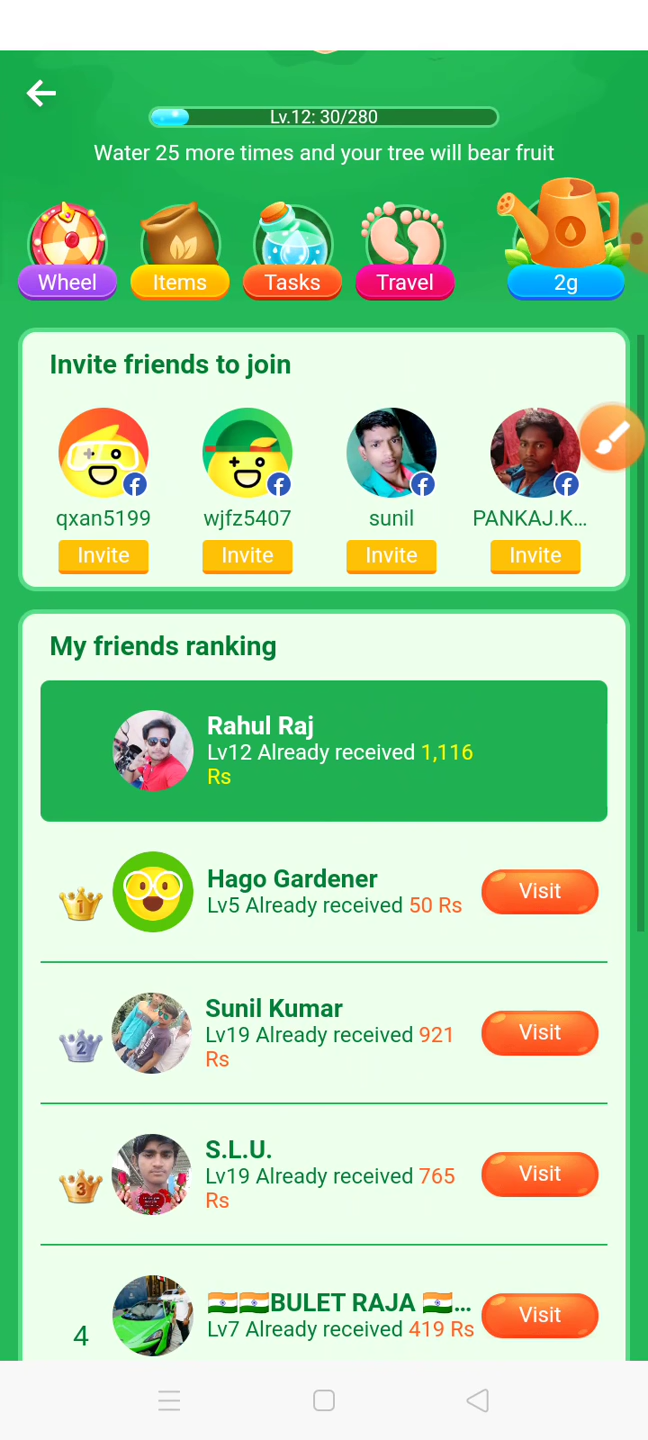 Lv.12: 30/280
Water 25 more times and your tree will bear fruit
Wheel
Items
Tasks
Travel
2g
Invite friends to join
qxan5199
wjfz5407
sunil
PANKAJ.K...
Invite
Invite
Invite
Invite
My friends ranking
Rahul Raj
Lv12 Already received 1,116
Rs
1
Hago Gardener
Lv5 Already received 50 Rs
Visit
2
Sunil Kumar
Lv19 Already received 921
Rs
Visit
3
S.L.U.
Lv19 Already received 765
Rs
Visit
4
🇮🇳🇮🇳BULET RAJA 🇮🇳...
Lv7 Already received 419 Rs
Visit